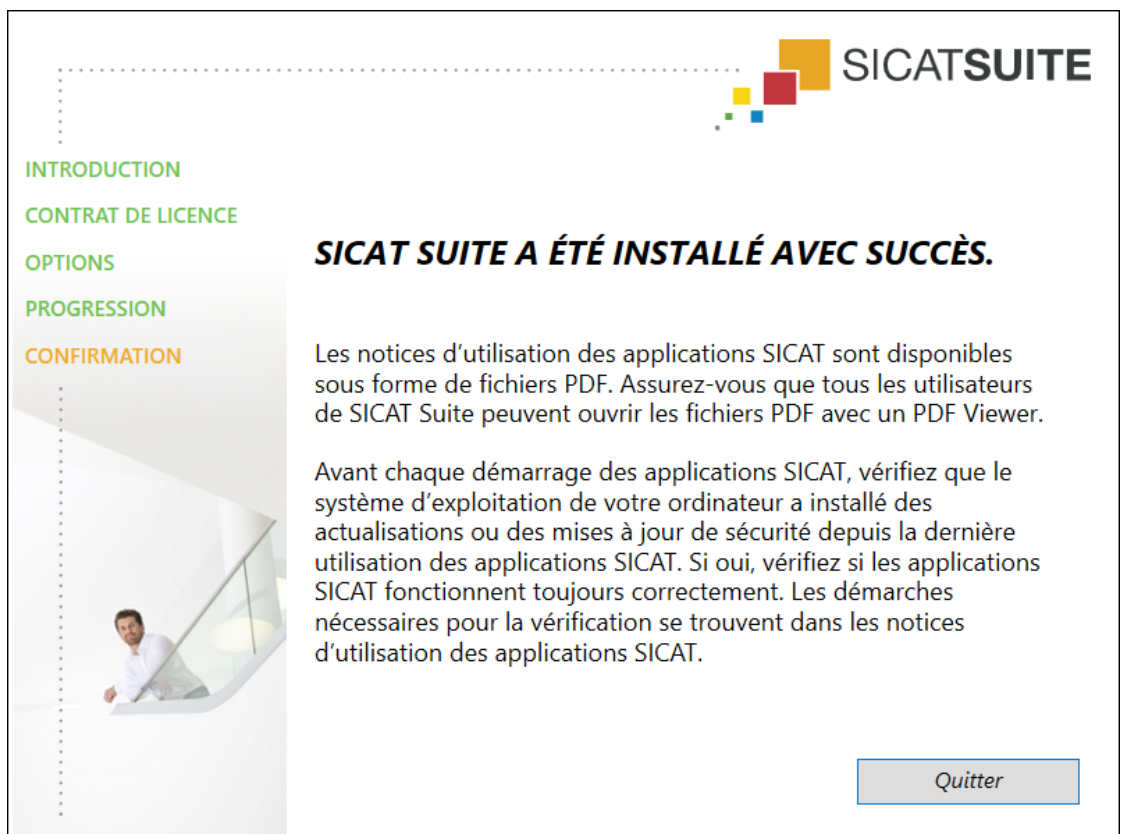 SICATSUITE
INTRODUCTION
CONTRAT DE LICENCE
OPTIONS
PROGRESSION
CONFIRMATION
SICAT SUITE A ÉTÉ INSTALLÉ AVEC SUCCÈS.
Les notices d'utilisation des applications SICAT sont disponibles
sous forme de fichiers PDF. Assurez-vous que tous les utilisateurs
de SICAT Suite peuvent ouvrir les fichiers PDF avec un PDF Viewer.
Avant chaque démarrage des applications SICAT, vérifiez que le
système d'exploitation de votre ordinateur a installé des
actualisations ou des mises à jour de sécurité depuis la dernière
utilisation des applications SICAT. Si oui, vérifiez si les applications
SICAT fonctionnent toujours correctement. Les démarches
nécessaires pour la vérification se trouvent dans les notices
d'utilisation des applications SICAT.
Quitter